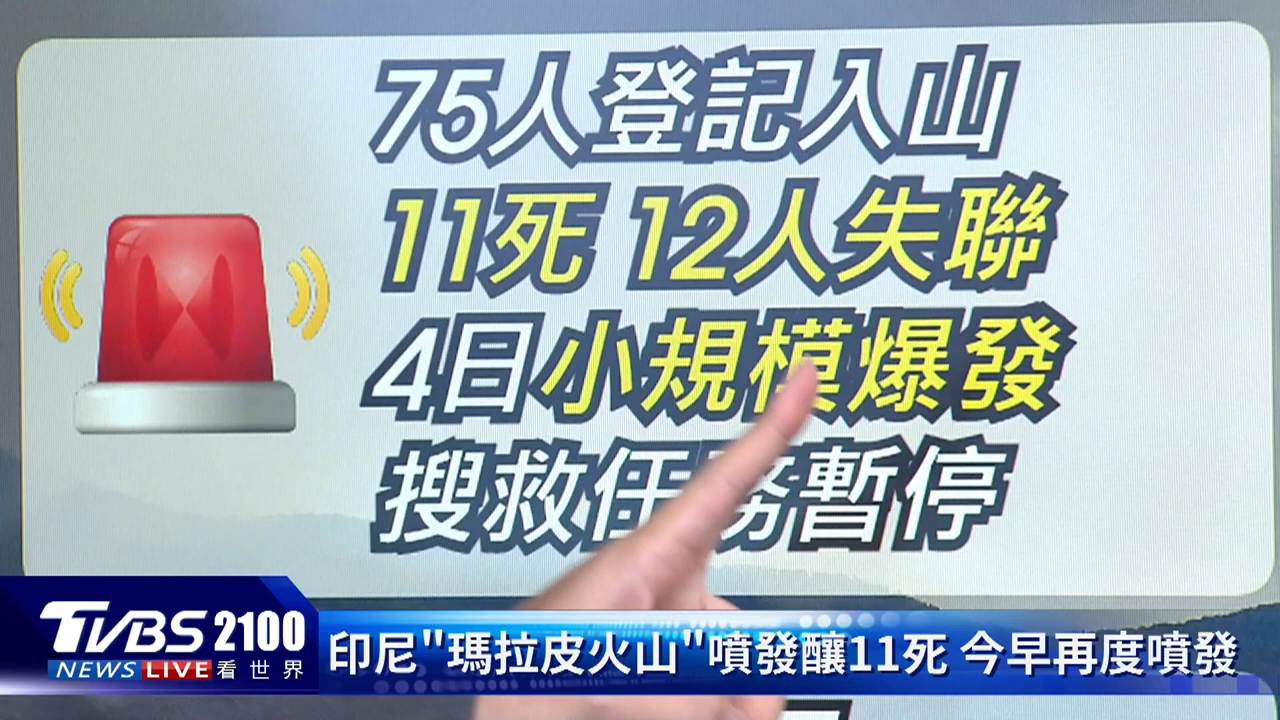 75人登記入山
11死 12人失聯
4日小規模爆發
搜救任務暫停
TVBS 2100
NEWS LIVE 看世界
印尼"瑪拉皮火山"噴發釀11死 今早再度噴發